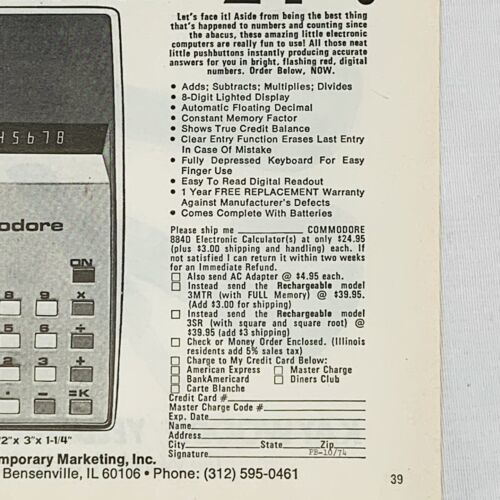 Let's face it! Aside from being the best thing
that's happened to numbers and counting since
the abacus, these amazing little electronic
computers are really fun to use! All those neat
little pushbuttons instantly producing accurate
answers for you in bright, flashing red, digital
numbers. Order Below, NOW.
• Adds; Subtracts; Multiplies; Divides
• 8-Digit Lighted Display
• Automatic Floating Decimal
• Constant Memory Factor
• Shows True Credit Balance
• Clear Entry Function Erases Last Entry
In Case Of Mistake
• Fully Depressed Keyboard For Easy
Finger Use
• Easy To Read Digital Readout
• 1 Year FREE REPLACEMENT Warranty
Against Manufacturer's Defects
• Comes Complete With Batteries
Please ship me ________ COMMODORE
884D Electronic Calculator(s) at only $24.95
(plus $3.00 shipping and handling) each. If
not satisfied I can return it within two weeks
for an Immediate Refund.
□ Also send AC Adapter @ $4.95 each.
□ Instead send the Rechargeable model
3MTR (with FULL Memory) @ $39.95.
(Add $3.00 for shipping)
□ Instead send the Rechargeable model
3SR (with square and square root) @
$39.95 (add $3 shipping)
□ Check or Money Order Enclosed. (Illinois
residents add 5% sales tax)
□ Charge to My Credit Card Below:
□ American Express □ Master Charge
□ BankAmericard □ Diners Club
□ Carte Blanche
Credit Card #
Master Charge Code #
Exp. Date
Name
Address
City State Zip
Signature PB-10/74
45678
odore
ON
8 9 X
5 6 ÷
2 3 +
• - =K
/2"x 3"x 1-1/4"
mporary Marketing, Inc.
Bensenville, IL 60106 • Phone: (312) 595-0461
39